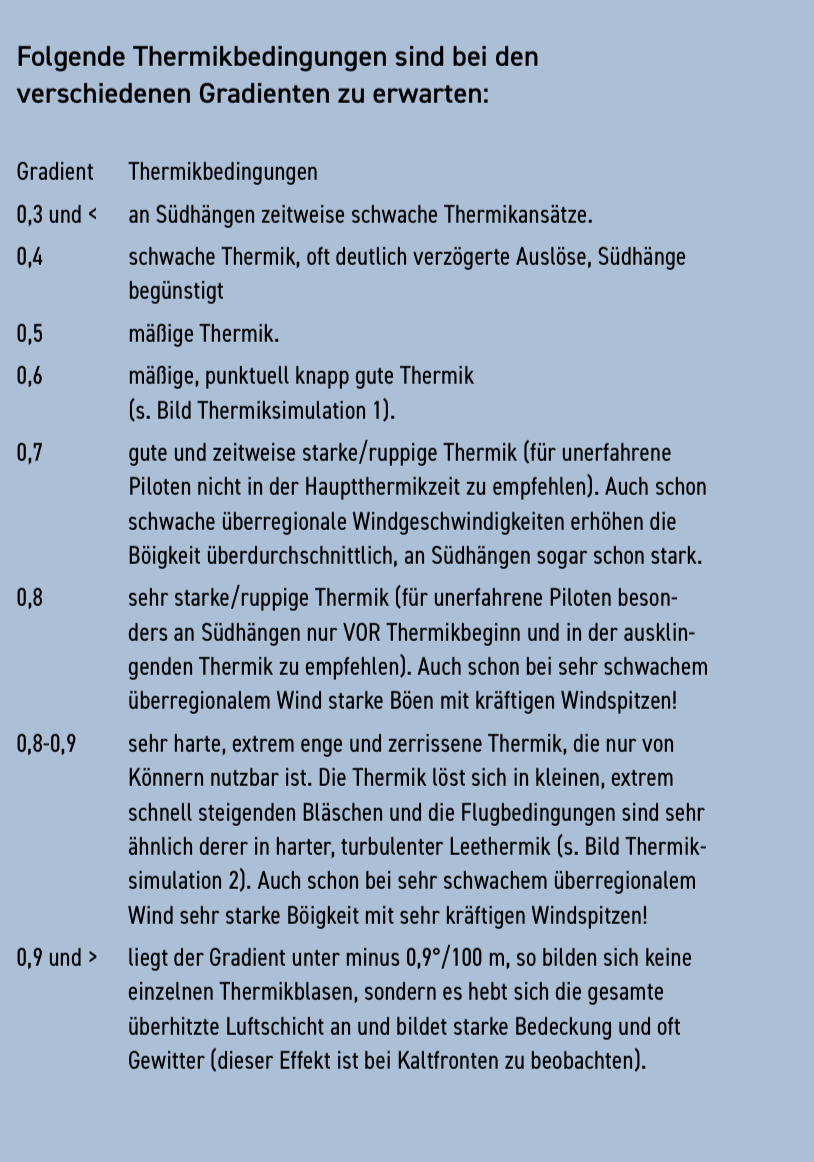 Folgende Thermikbedingungen sind bei den
verschiedenen Gradienten zu erwarten:
Gradient Thermikbedingungen
0,3 und < an Südhängen zeitweise schwache Thermikansätze.
0,4 schwache Thermik, oft deutlich verzögerte Auslöse, Südhänge
begünstigt
0,5 mäßige Thermik.
0,6 mäßige, punktuell knapp gute Thermik
(s. Bild Thermiksimulation 1).
0,7 gute und zeitweise starke/ruppige Thermik (für unerfahrene
Piloten nicht in der Hauptthermikzeit zu empfehlen). Auch schon
schwache überregionale Windgeschwindigkeiten erhöhen die
Böigkeit überdurchschnittlich, an Südhängen sogar schon stark.
0,8 sehr starke/ruppige Thermik (für unerfahrene Piloten beson-
ders an Südhängen nur VOR Thermikbeginn und in der ausklin-
genden Thermik zu empfehlen). Auch schon bei sehr schwachem
überregionalem Wind starke Böen mit kräftigen Windspitzen!
0,8-0,9 sehr harte, extrem enge und zerrissene Thermik, die nur von
Könnern nutzbar ist. Die Thermik löst sich in kleinen, extrem
schnell steigenden Bläschen und die Flugbedingungen sind sehr
ähnlich derer in harter, turbulenter Leethermik (s. Bild Thermik-
simulation 2). Auch schon bei sehr schwachem überregionalem
Wind sehr starke Böigkeit mit sehr kräftigen Windspitzen!
0,9 und > liegt der Gradient unter minus 0,9°/100 m, so bilden sich keine
einzelnen Thermikblasen, sondern es hebt sich die gesamte
überhitzte Luftschicht an und bildet starke Bedeckung und oft
Gewitter (dieser Effekt ist bei Kaltfronten zu beobachten).